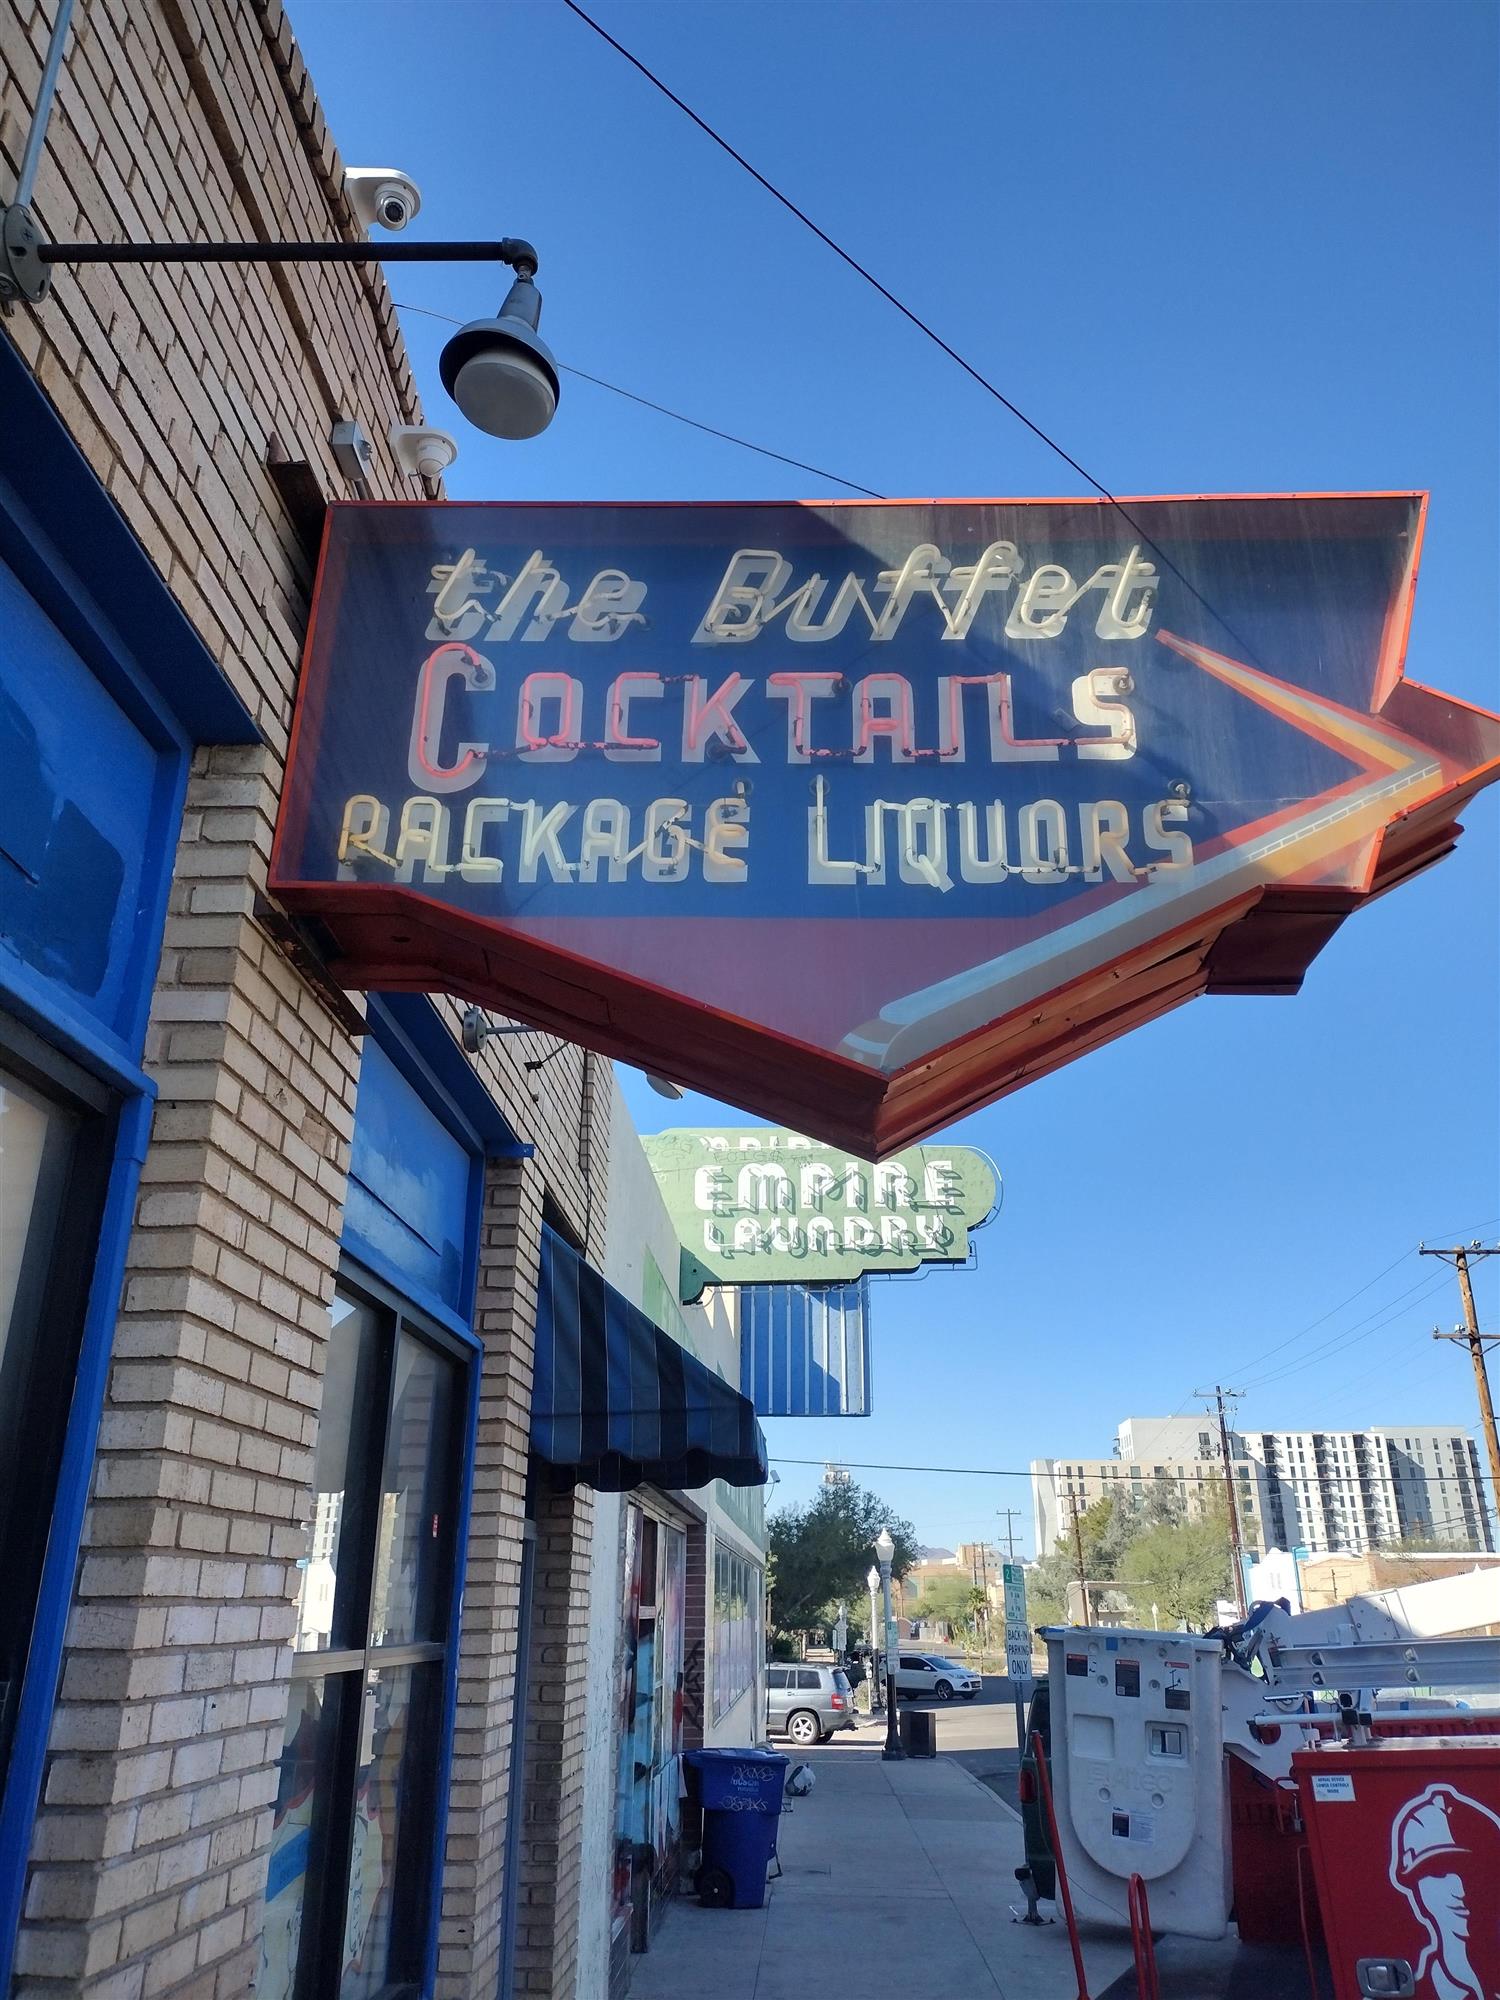 the Buffet
COCKTAILS
PACKAGE LIQUORS
EMPIRE
LAUNDRY
BACK-IN
PARKING
ONLY